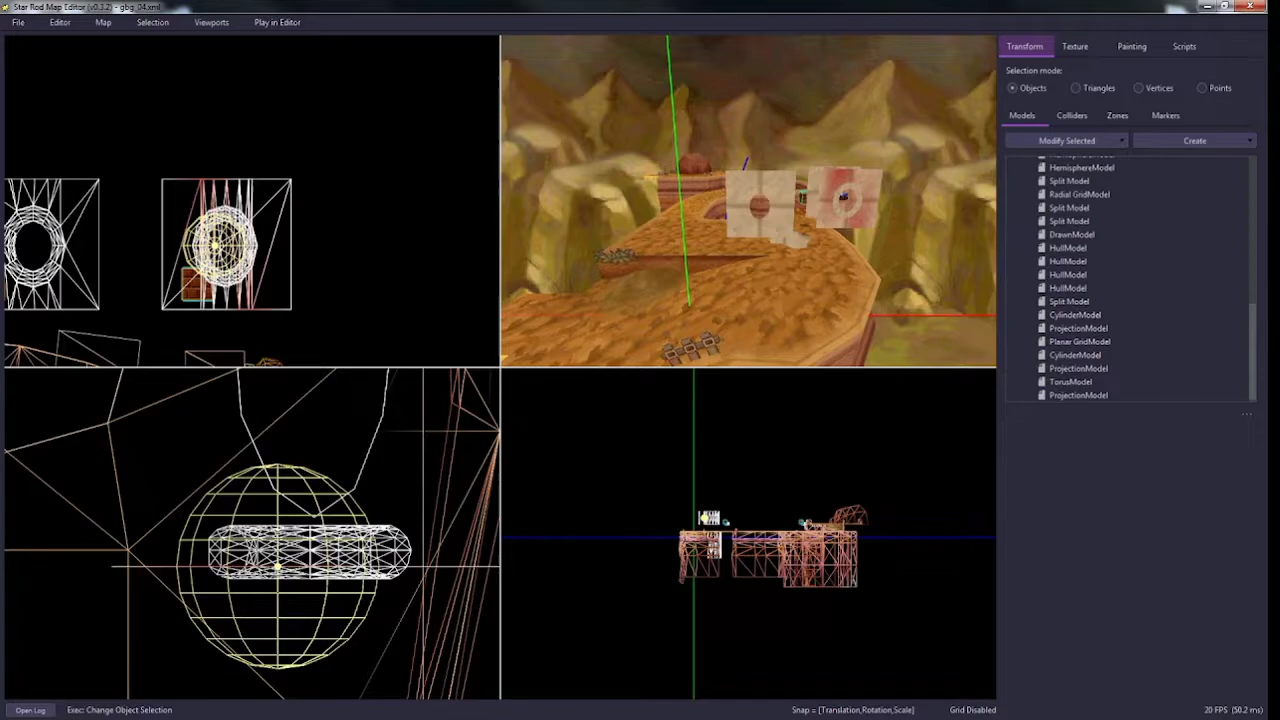 Star Rod Map Editor (v0.3.2) - gbg_04.xml
File Editor Map Selection Viewports Play in Editor
Transform Texture Painting Scripts
Selection mode:
Objects Triangles Vertices Points
Models Colliders Zones Markers
Modify Selected Create
HemisphereModel
Split Model
Radial GridModel
Split Model
Split Model
DrawnModel
HullModel
HullModel
HullModel
HullModel
Split Model
CylinderModel
ProjectionModel
Planar GridModel
CylinderModel
ProjectionModel
TorusModel
ProjectionModel
...
Open Log Exec: Change Object Selection Snap = [Translation,Rotation,Scale] Grid Disabled 20 FPS (50.2 ms)